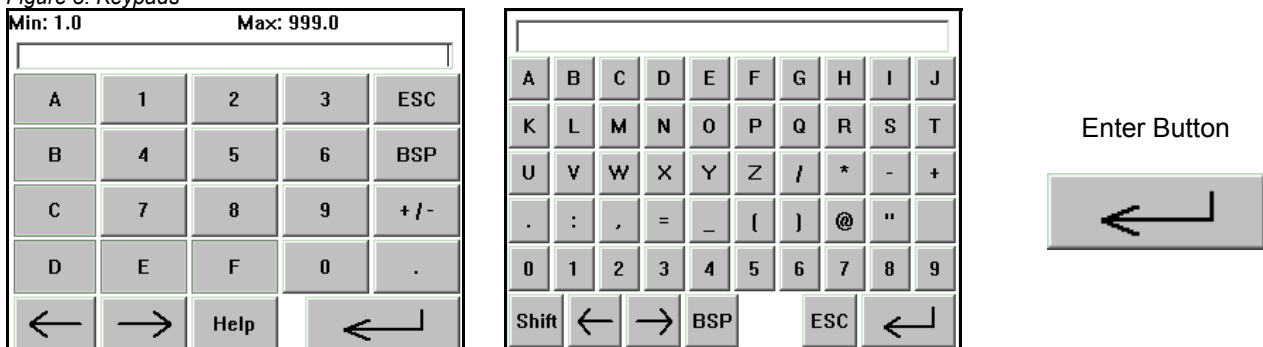 Figure 3. Keypads
Min: 1.0 Max: 999.0
A 1 2 3 ESC
B 4 5 6 BSP
C 7 8 9 +/-
D E F 0 .
← → Help
A B C D E F G H I J
K L M N O P Q R S T
U V W X Y Z / * - +
. : , = _ ( ) @ "
0 1 2 3 4 5 6 7 8 9
Shift ← → BSP ESC
Enter Button